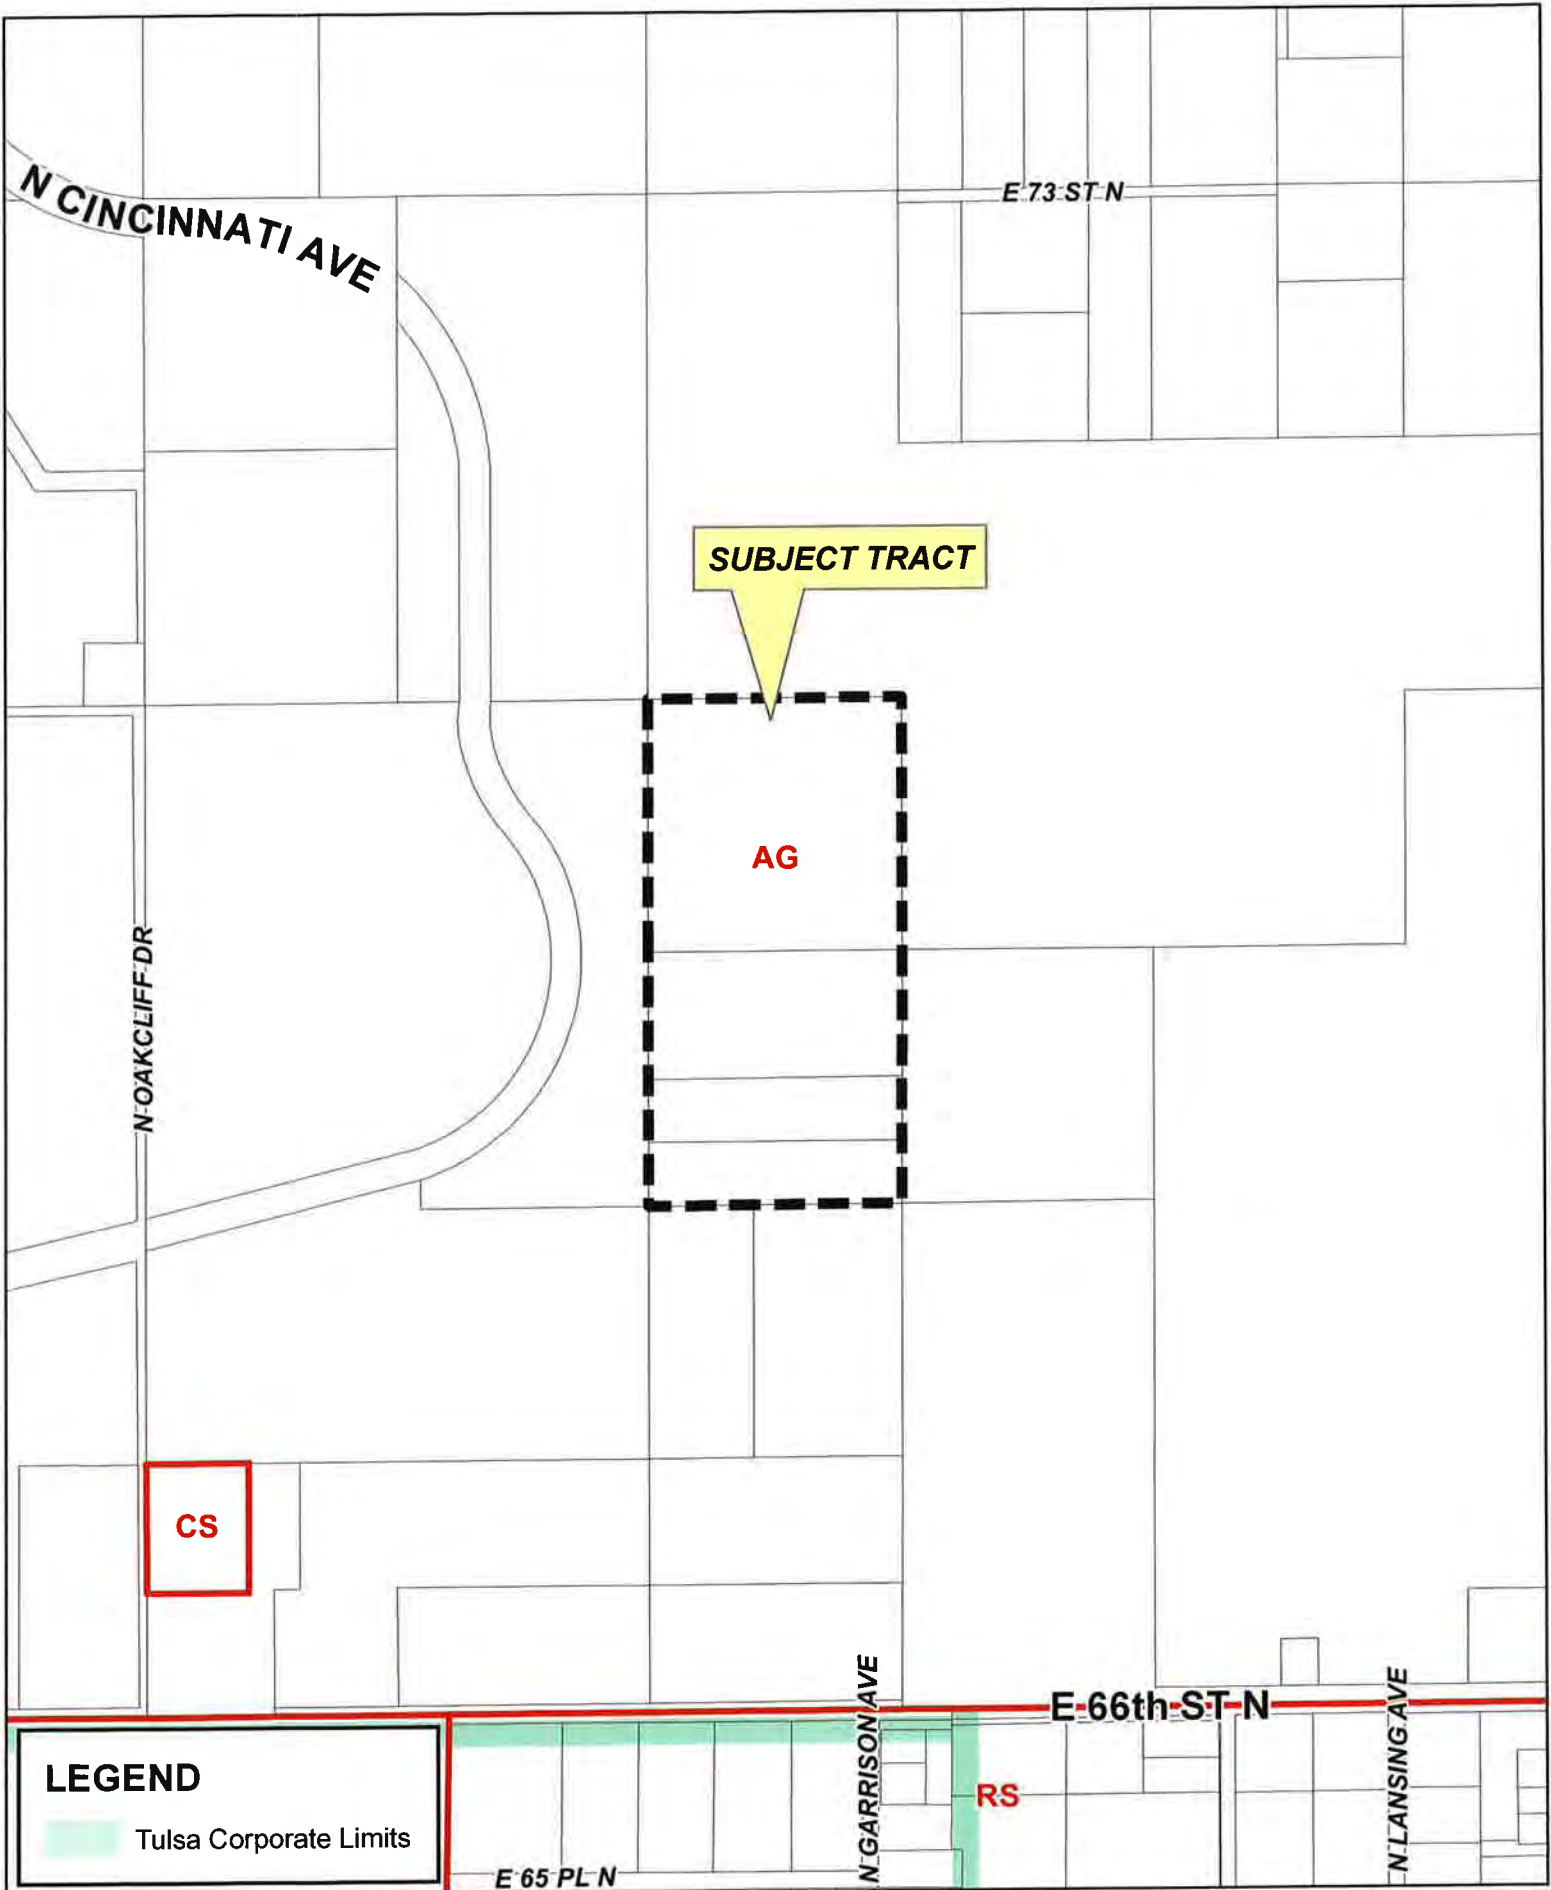 N CINCINNATI AVE
E 73 ST N
SUBJECT TRACT
AG
N OAKCLIFF DR
CS
N GARRISON AVE
E 66th ST N
N LANSING AVE
LEGEND
Tulsa Corporate Limits
RS
E 65 PL N